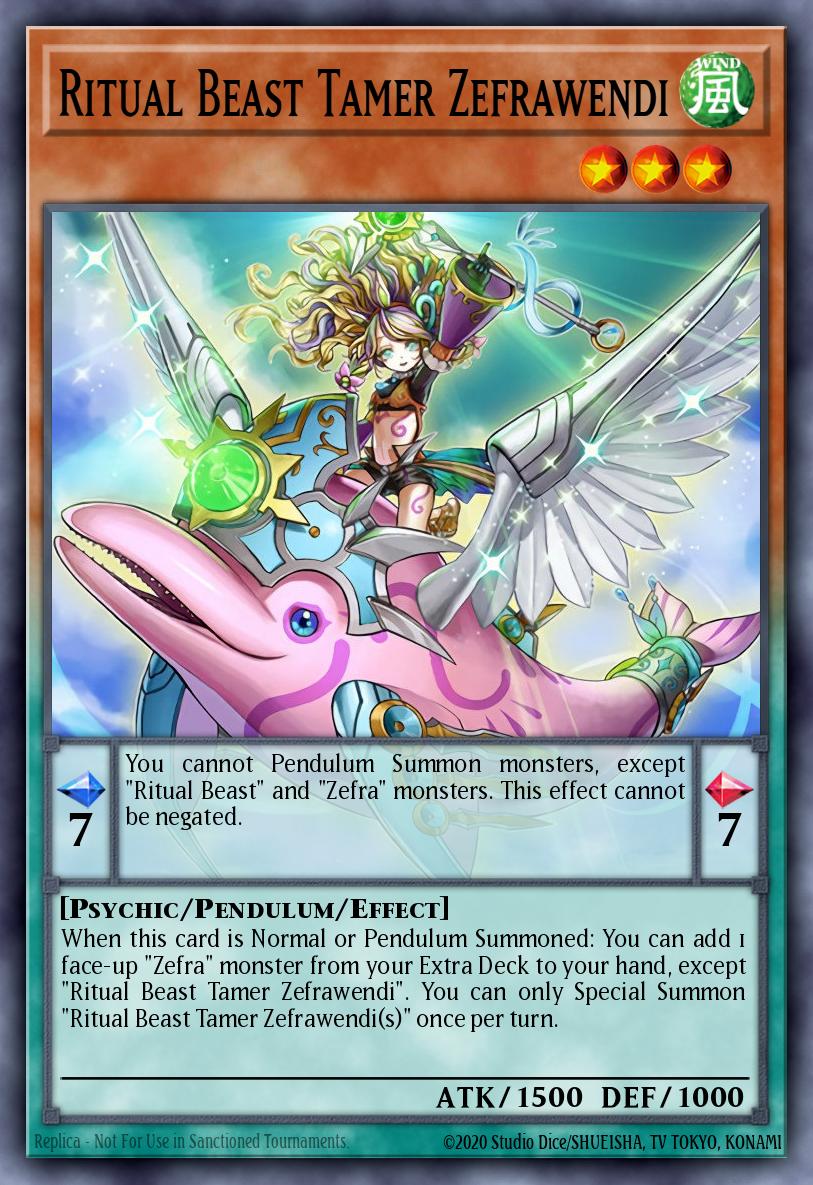 Ritual Beast Tamer Zefrawendi
WIND
風
You cannot Pendulum Summon monsters, except
"Ritual Beast" and "Zefra" monsters. This effect cannot
be negated.
7
7
[Psychic/Pendulum/Effect]
When this card is Normal or Pendulum Summoned: You can add 1
face-up "Zefra" monster from your Extra Deck to your hand, except
"Ritual Beast Tamer Zefrawendi". You can only Special Summon
"Ritual Beast Tamer Zefrawendi(s)" once per turn.
ATK/1500 DEF/1000
Replica - Not For Use in Sanctioned Tournaments.
©2020 Studio Dice/SHUEISHA, TV TOKYO, KONAMI